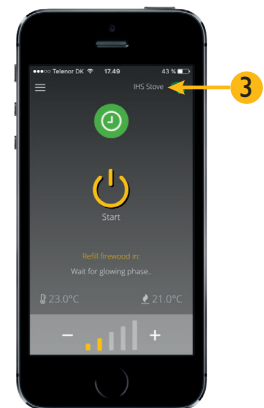 Telenor DK 17.49 43 %
IHS Stove
3
Start
Refill firewood in:
Wait for glowing phase..
23.0°C 21.0°C
− +